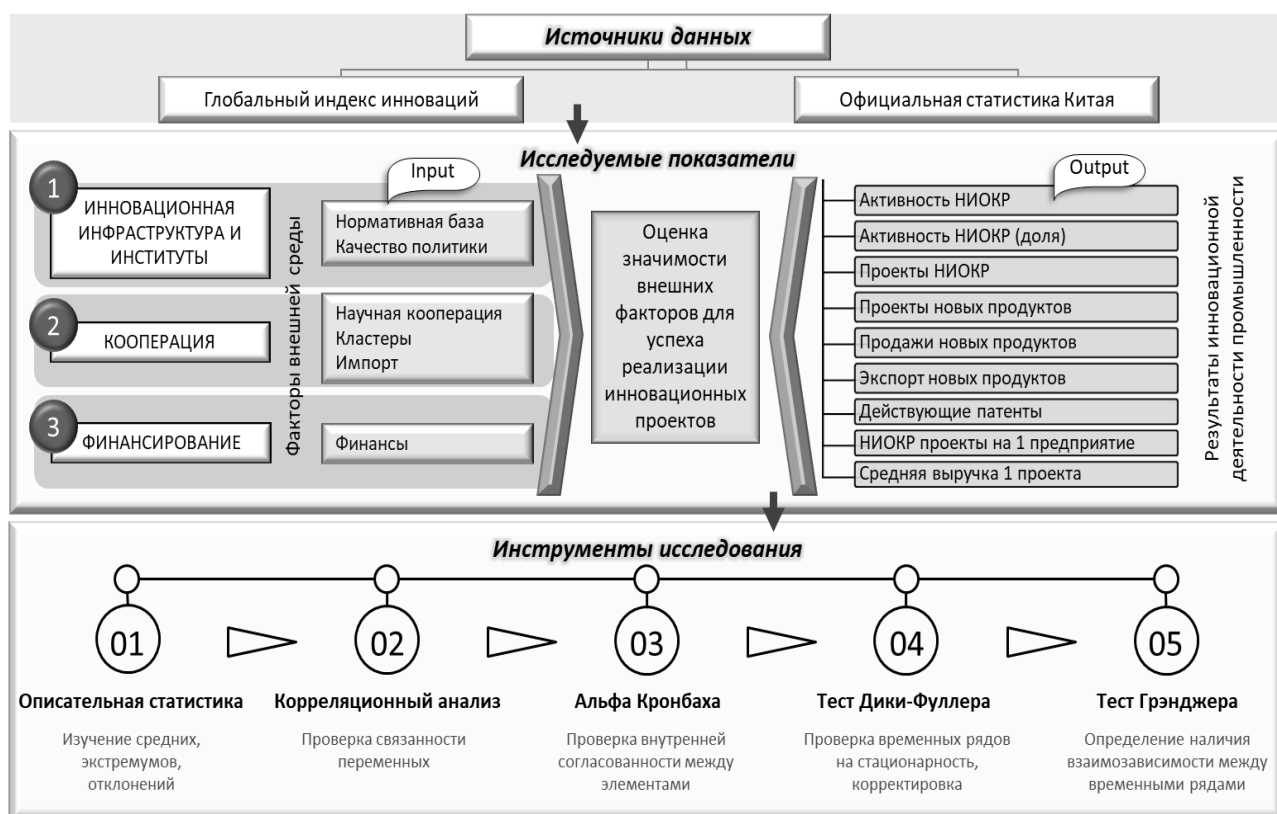 Источники данных
Глобальный индекс инноваций
Официальная статистика Китая
Исследуемые показатели
1
ИННОВАЦИОННАЯ
ИНФРАСТРУКТУРА И
ИНСТИТУТЫ
2
КООПЕРАЦИЯ
3
ФИНАНСИРОВАНИЕ
Факторы внешней среды
Input
Нормативная база
Качество политики
Научная кооперация
Кластеры
Импорт
Финансы
Оценка
значимости
внешних
факторов для
успеха
реализации
инновационных
проектов
Output
Активность НИОКР
Активность НИОКР (доля)
Проекты НИОКР
Проекты новых продуктов
Продажи новых продуктов
Экспорт новых продуктов
Действующие патенты
НИОКР проекты на 1 предприятие
Средняя выручка 1 проекта
Результаты инновационной
деятельности промышленности
Инструменты исследования
01
Описательная статистика
Изучение средних,
экстремумов,
отклонений
02
Корреляционный анализ
Проверка связанности
переменных
03
Альфа Кронбаха
Проверка внутренней
согласованности между
элементами
04
Тест Дики-Фуллера
Проверка временных рядов
на стационарность,
корректировка
05
Тест Грэнджера
Определение наличия
взаимозависимости между
временными рядами